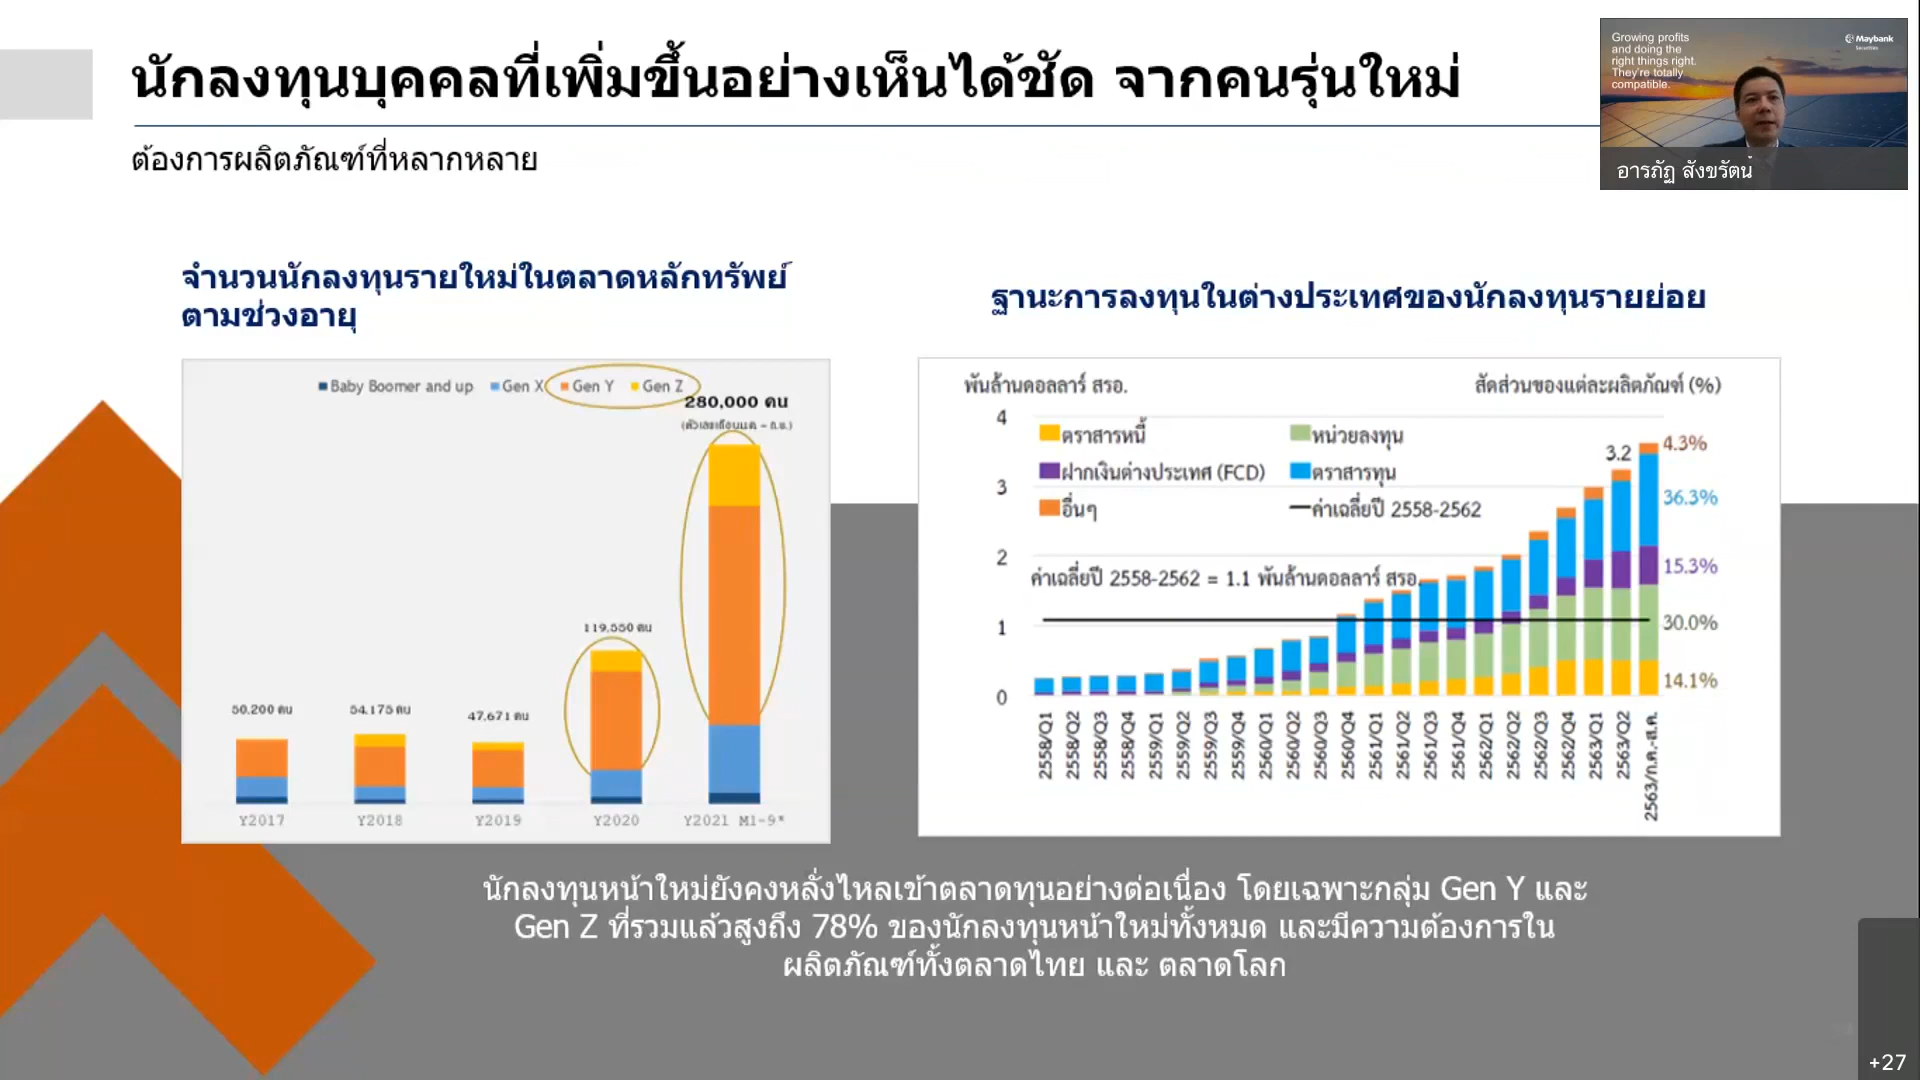 นักลงทุนบุคคลที่เพิ่มขึ้นอย่างเห็นได้ชัด จากคนรุ่นใหม่
ต้องการผลิตภัณฑ์ที่หลากหลาย
Growing profits
and doing the
right things right.
They're totally
compatible.
Maybank
Securities
อารภัฏ สังขรัตน์
จำนวนนักลงทุนรายใหม่ในตลาดหลักทรัพย์
ตามช่วงอายุ
Baby Boomer and up Gen X Gen Y Gen Z
280,000 คน
(ตัวเลขเดือนม.ค. - ก.ย.)
119,550 คน
50,200 คน
54,175 คน
47,671 คน
Y2017 Y2018 Y2019 Y2020 Y2021 M1-9*
ฐานะการลงทุนในต่างประเทศของนักลงทุนรายย่อย
พันล้านดอลลาร์ สรอ.
สัดส่วนของแต่ละผลิตภัณฑ์ (%)
4
3
2
1
0
ตราสารหนี้
หน่วยลงทุน
ฝากเงินต่างประเทศ (FCD)
ตราสารทุน
อื่นๆ
ค่าเฉลี่ยปี 2558-2562
ค่าเฉลี่ยปี 2558-2562 = 1.1 พันล้านดอลลาร์ สรอ.
3.2
4.3%
36.3%
15.3%
30.0%
14.1%
2558/Q1
2558/Q2
2558/Q3
2558/Q4
2559/Q1
2559/Q2
2559/Q3
2559/Q4
2560/Q1
2560/Q2
2560/Q3
2560/Q4
2561/Q1
2561/Q2
2561/Q3
2561/Q4
2562/Q1
2562/Q2
2562/Q3
2562/Q4
2563/Q1
2563/Q2
2563/ก.ค.-ส.ค.
นักลงทุนหน้าใหม่ยังคงหลั่งไหลเข้าตลาดทุนอย่างต่อเนื่อง โดยเฉพาะกลุ่ม Gen Y และ
Gen Z ที่รวมแล้วสูงถึง 78% ของนักลงทุนหน้าใหม่ทั้งหมด และมีความต้องการใน
ผลิตภัณฑ์ทั้งตลาดไทย และ ตลาดโลก
+27